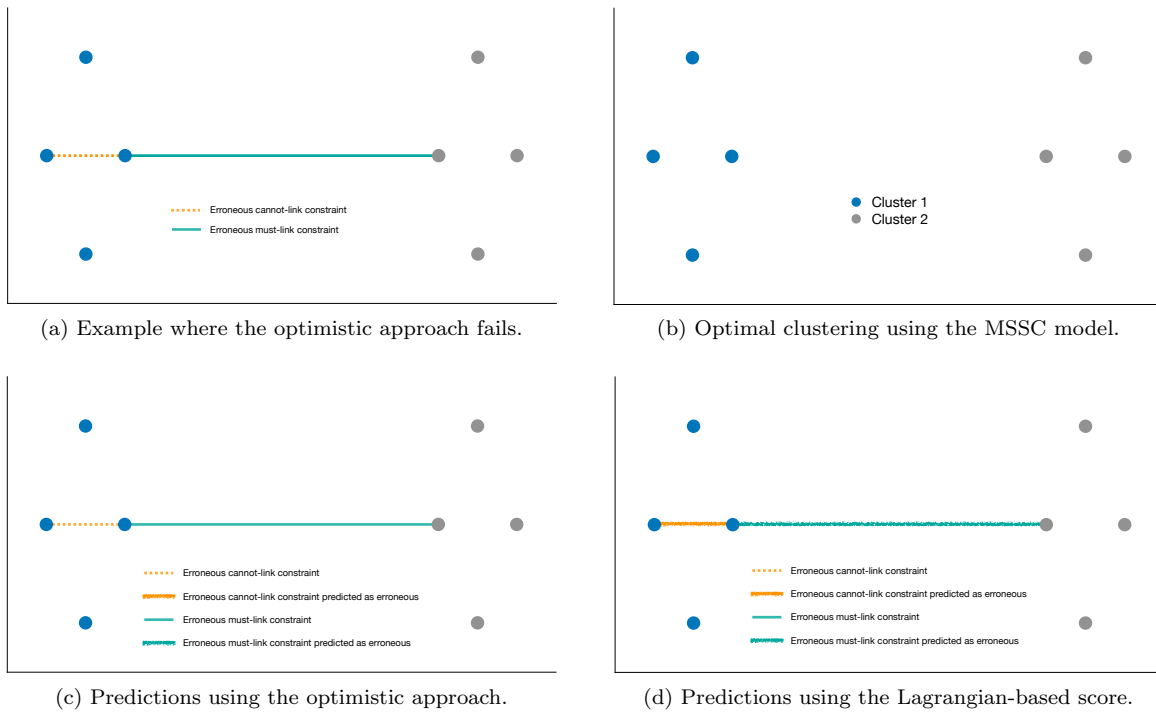 Erroneous cannot-link constraint
Erroneous must-link constraint
(a) Example where the optimistic approach fails.
Cluster 1
Cluster 2
(b) Optimal clustering using the MSSC model.
Erroneous cannot-link constraint
Erroneous cannot-link constraint predicted as erroneous
Erroneous must-link constraint
Erroneous must-link constraint predicted as erroneous
(c) Predictions using the optimistic approach.
Erroneous cannot-link constraint
Erroneous cannot-link constraint predicted as erroneous
Erroneous must-link constraint
Erroneous must-link constraint predicted as erroneous
(d) Predictions using the Lagrangian-based score.